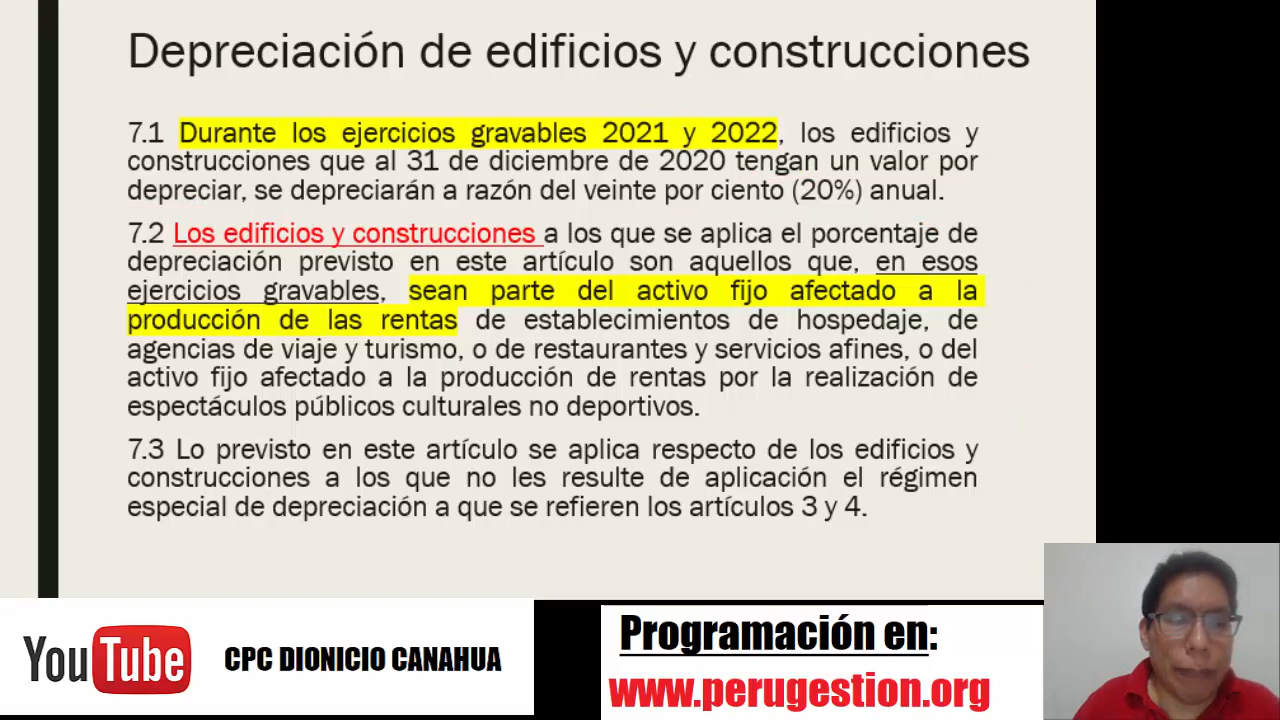 Depreciación de edificios y construcciones
7.1 Durante los ejercicios gravables 2021 y 2022, los edificios y
construcciones que al 31 de diciembre de 2020 tengan un valor por
depreciar, se depreciarán a razón del veinte por ciento (20%) anual.
7.2 Los edificios y construcciones a los que se aplica el porcentaje de
depreciación previsto en este artículo son aquellos que, en esos
ejercicios gravables, sean parte del activo fijo afectado a la
producción de las rentas de establecimientos de hospedaje, de
agencias de viaje y turismo, o de restaurantes y servicios afines, o del
activo fijo afectado a la producción de rentas por la realización de
espectáculos públicos culturales no deportivos.
7.3 Lo previsto en este artículo se aplica respecto de los edificios y
construcciones a los que no les resulte de aplicación el régimen
especial de depreciación a que se refieren los artículos 3 y 4.
YouTube CPC DIONICIO CANAHUA
Programación en:
www.perugestion.org